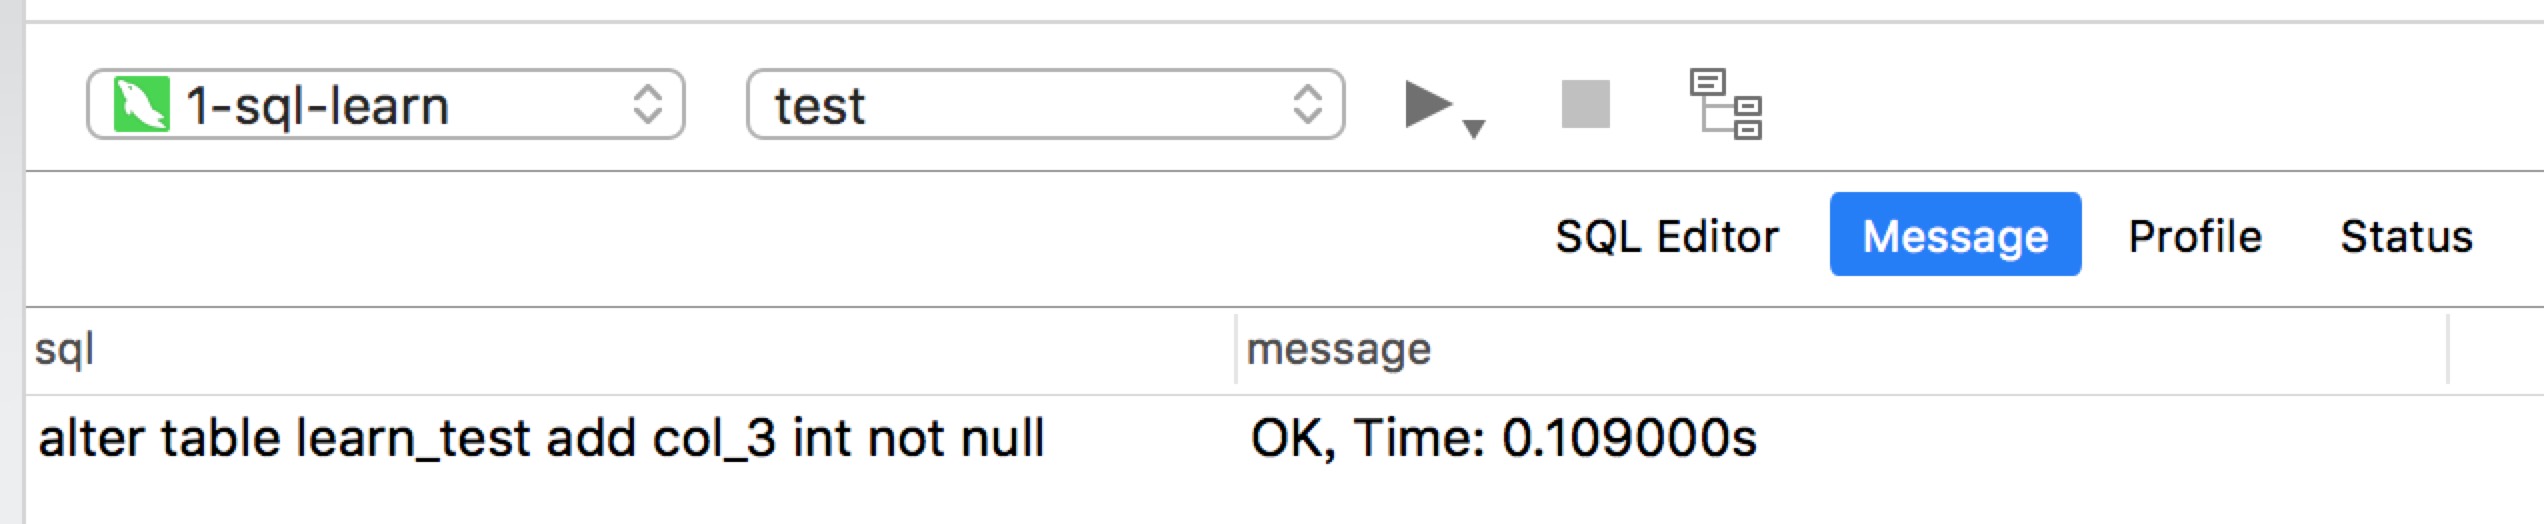 1-sql-learn test
SQL Editor Message Profile Status
sql message
alter table learn_test add col_3 int not null OK, Time: 0.109000s